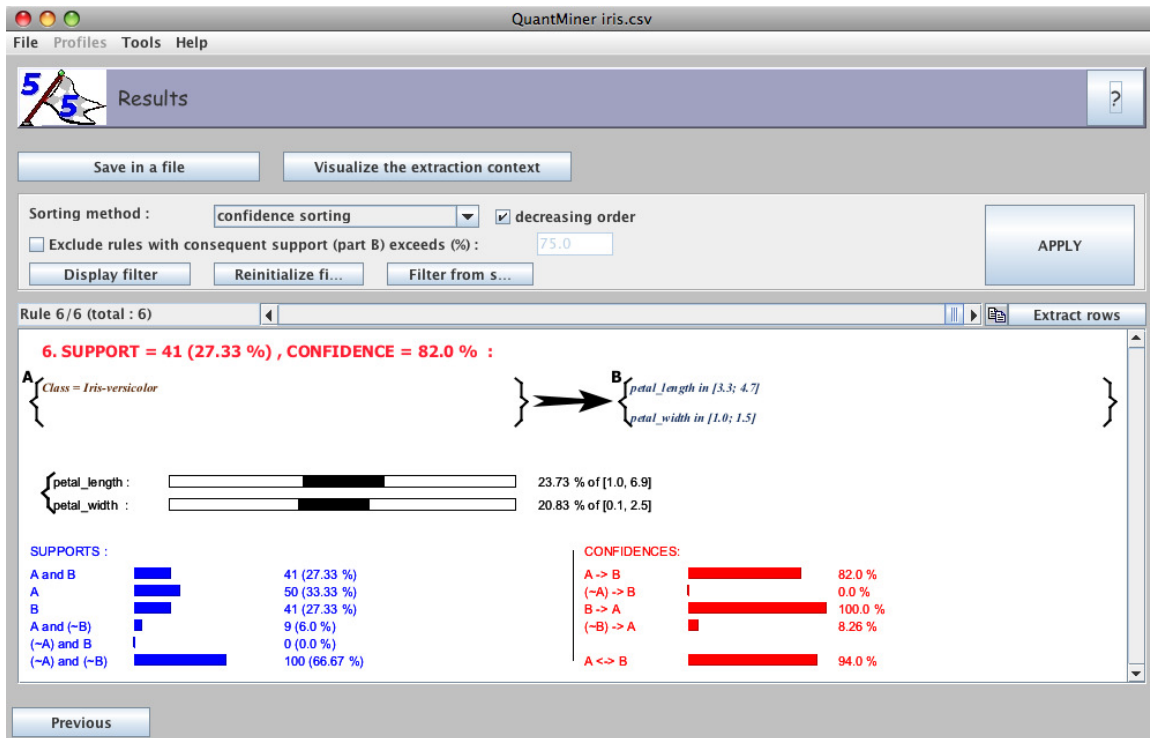 QuantMiner iris.csv
File Profiles Tools Help
5 5 Results ?
Save in a file Visualize the extraction context
Sorting method : confidence sorting decreasing order
Exclude rules with consequent support (part B) exceeds (%) : 75.0
APPLY
Display filter Reinitialize fi... Filter from s...
Rule 6/6 (total : 6) Extract rows
6. SUPPORT = 41 (27.33 %) , CONFIDENCE = 82.0 % :
A Class = Iris-versicolor B petal_length in [3.3; 4.7]
petal_width in [1.0; 1.5]
petal_length : 23.73 % of [1.0, 6.9]
petal_width : 20.83 % of [0.1, 2.5]
SUPPORTS : CONFIDENCES:
A and B 41 (27.33 %) A -> B 82.0 %
A 50 (33.33 %) (~A) -> B 0.0 %
B 41 (27.33 %) B -> A 100.0 %
A and (~B) 9 (6.0 %) (~B) -> A 8.26 %
(~A) and B 0 (0.0 %)
(~A) and (~B) 100 (66.67 %) A <-> B 94.0 %
Previous